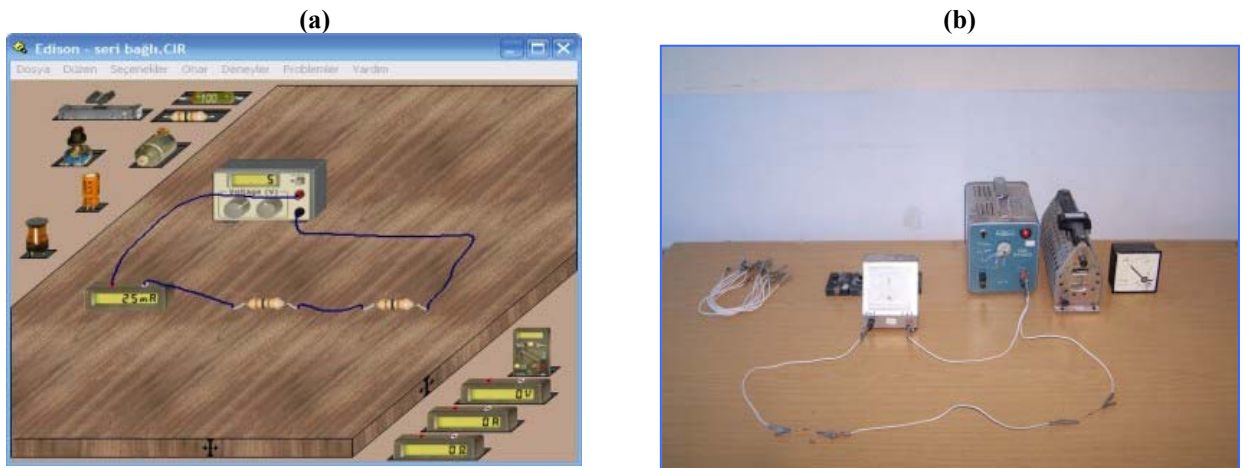 (a)
(b)
Edison - seri bağlı.CIR
Dosya Düzen Seçenekler Onar Deneyler Problemler Yardım
100
5
Voltage (V)
25mA
0V
0A
0Ω